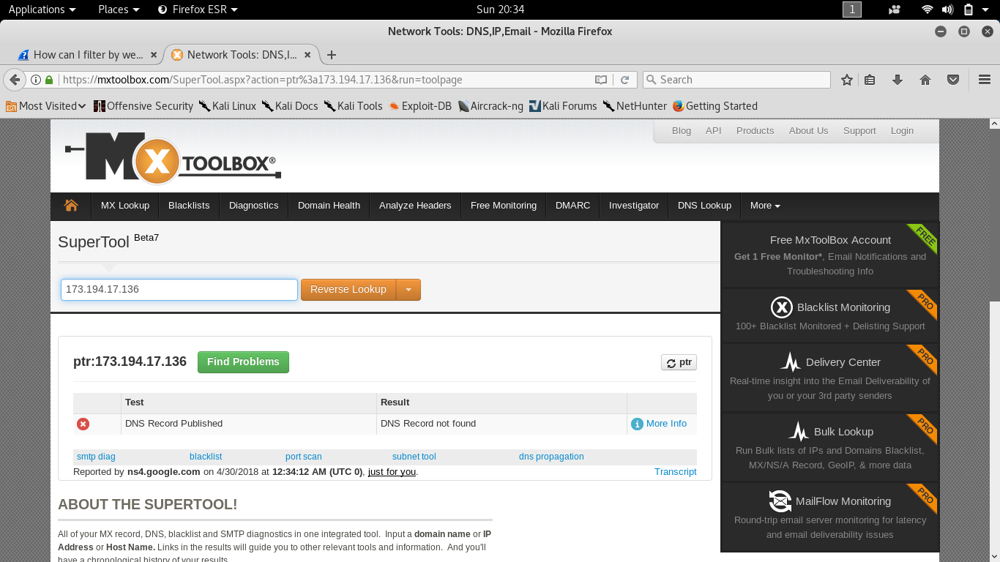 Applications Places Firefox ESR Sun 20:34 1
Network Tools: DNS,IP,Email - Mozilla Firefox
How can I filter by we... Network Tools: DNS,I...
https://mxtoolbox.com/SuperTool.aspx?action=ptr%3a173.194.17.136&run=toolpage Search
Most Visited Offensive Security Kali Linux Kali Docs Kali Tools Exploit-DB Aircrack-ng Kali Forums NetHunter Getting Started
Blog API Products About Us Support Login
MX TOOLBOX®
MX Lookup Blacklists Diagnostics Domain Health Analyze Headers Free Monitoring DMARC Investigator DNS Lookup More
SuperTool Beta7
173.194.17.136 Reverse Lookup
ptr:173.194.17.136 Find Problems ptr
Test Result
DNS Record Published DNS Record not found More Info
smtp diag blacklist port scan subnet tool dns propagation
Reported by ns4.google.com on 4/30/2018 at 12:34:12 AM (UTC 0), just for you. Transcript
ABOUT THE SUPERTOOL!
All of your MX record, DNS, blacklist and SMTP diagnostics in one integrated tool. Input a domain name or IP
Address or Host Name. Links in the results will guide you to other relevant tools and information. And you'll
have a chronological history of your results.
Free MxToolBox Account FREE
Get 1 Free Monitor*, Email Notifications and
Troubleshooting Info
Blacklist Monitoring PRO
100+ Blacklist Monitored + Delisting Support
Delivery Center PRO
Real-time insight into the Email Deliverability of
you or your 3rd party senders
Bulk Lookup PRO
Run Bulk lists of IPs and Domains Blacklist,
MX/NS/A Record, GeoIP, & more data
MailFlow Monitoring PRO
Round-trip email server monitoring for latency
and email deliverability issues